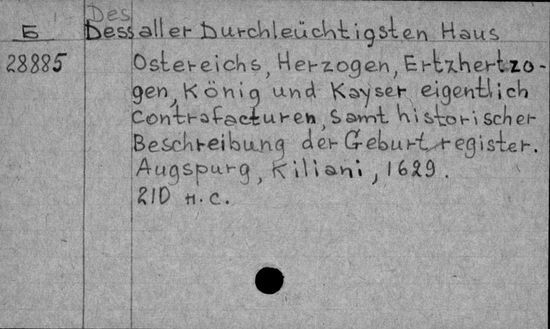 Des
Б Dess aller Durchleüchtigsten Haus
28885 Ostereichs, Herzogen, Ertzhertzo-
gen, König und Kayser eigentlich
Contrafacturen, samt historischer
Beschreibung der Geburt register.
Augspurg, Kiliani, 1629.
210 н.с.